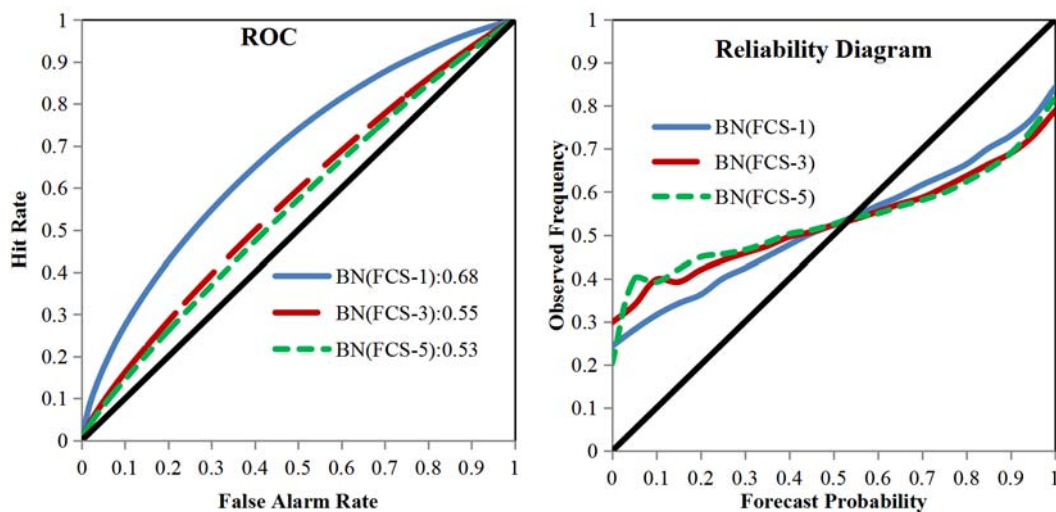 ROC
Hit Rate
1
0.9
0.8
0.7
0.6
0.5
0.4
0.3
0.2
0.1
0
BN(FCS-1):0.68
BN(FCS-3):0.55
BN(FCS-5):0.53
0 0.1 0.2 0.3 0.4 0.5 0.6 0.7 0.8 0.9 1
False Alarm Rate
Reliability Diagram
Observed Frequency
1
0.9
0.8
0.7
0.6
0.5
0.4
0.3
0.2
0.1
0
BN(FCS-1)
BN(FCS-3)
BN(FCS-5)
0 0.1 0.2 0.3 0.4 0.5 0.6 0.7 0.8 0.9 1
Forecast Probability